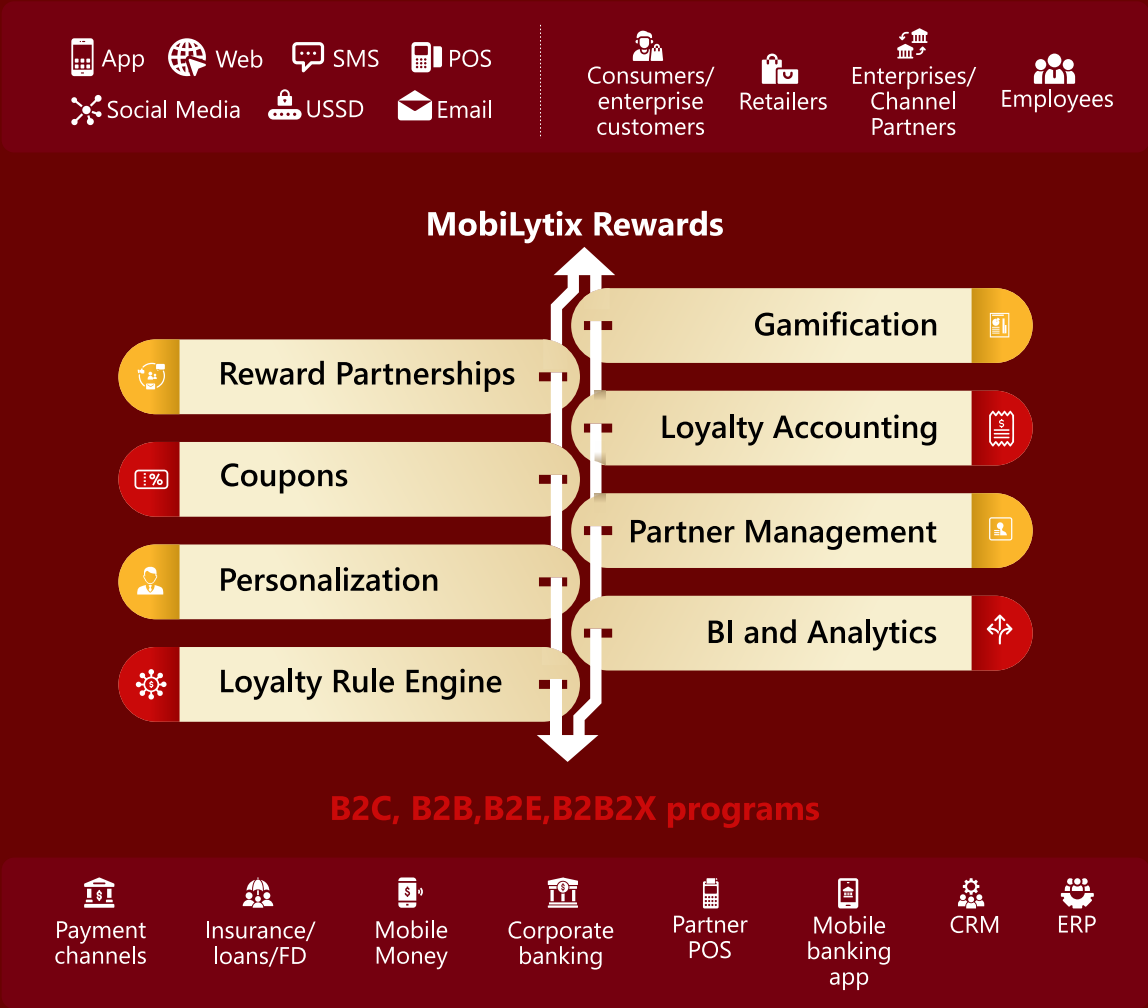 App
Web
SMS
POS
Social Media
USSD
Email
Consumers/
enterprise
customers
Retailers
Enterprises/
Channel
Partners
Employees
MobiLytix Rewards
Gamification
Reward Partnerships
Loyalty Accounting
Coupons
Partner Management
Personalization
BI and Analytics
Loyalty Rule Engine
B2C, B2B,B2E,B2B2X programs
Payment
channels
Insurance/
loans/FD
Mobile
Money
Corporate
banking
Partner
POS
Mobile
banking
app
CRM
ERP